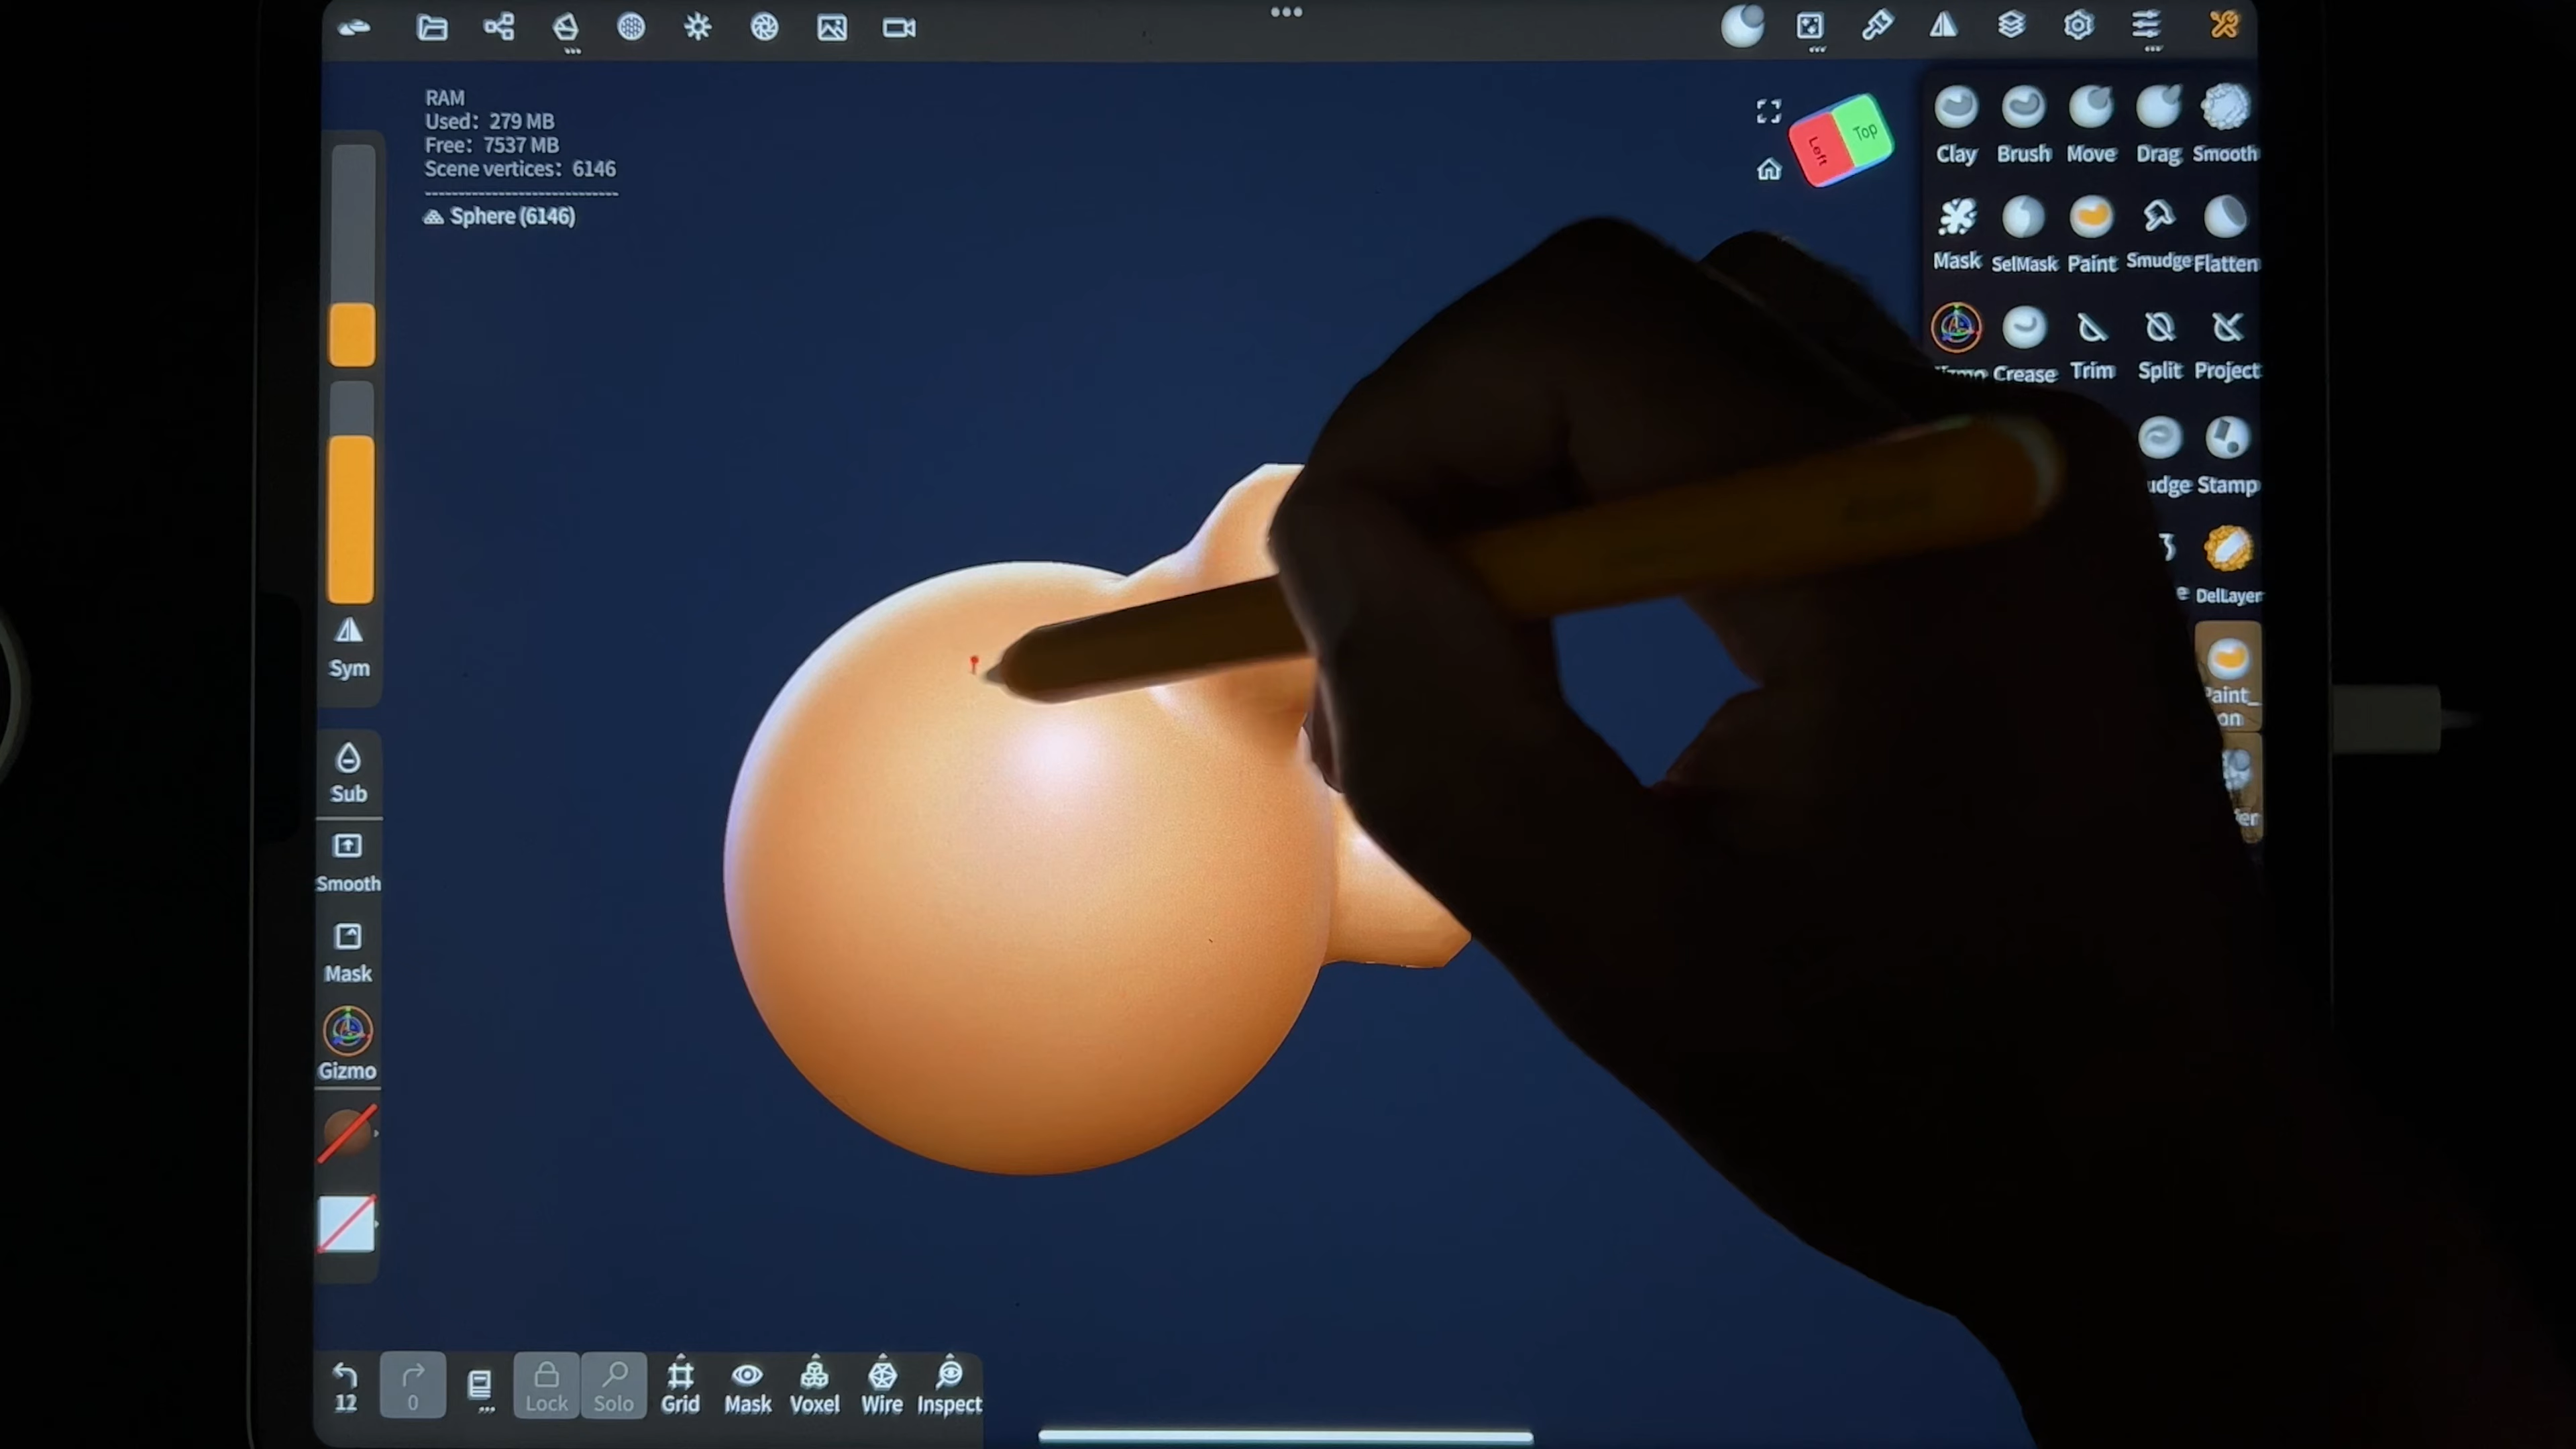 RAM
Used: 279 MB
Free: 7537 MB
Scene vertices: 6146
Sphere (6146)
Left
Top
Clay Brush Move Drag Smooth
Mask SelMask Paint Smudge Flatten
Crease Trim Split Project
Stamp
DelLayer
Paint_
Sym
Sub
Smooth
Mask
Gizmo
12 0 Lock Solo Grid Mask Voxel Wire Inspect